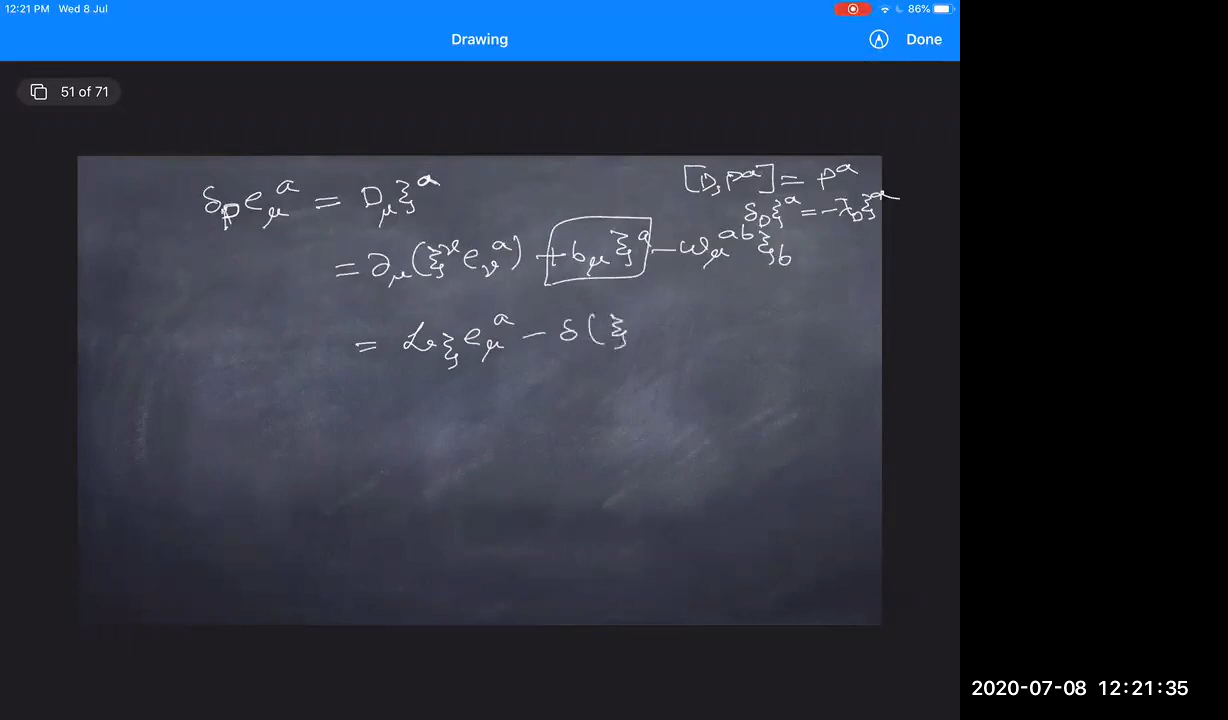 12:21 PM Wed 8 Jul
86%
Drawing
Done
51 of 71
δ_P e_μ^a = D_μ ξ^a
[D, P^a] = P^a
δ_D ξ^a = -λ_D ξ^a
= ∂_μ (ξ^ν e_ν^a) + b_μ ξ^a - ω_μ^{ab} ξ_b
= ℒ_ξ e_μ^a - δ(ξ
2020-07-08 12:21:35